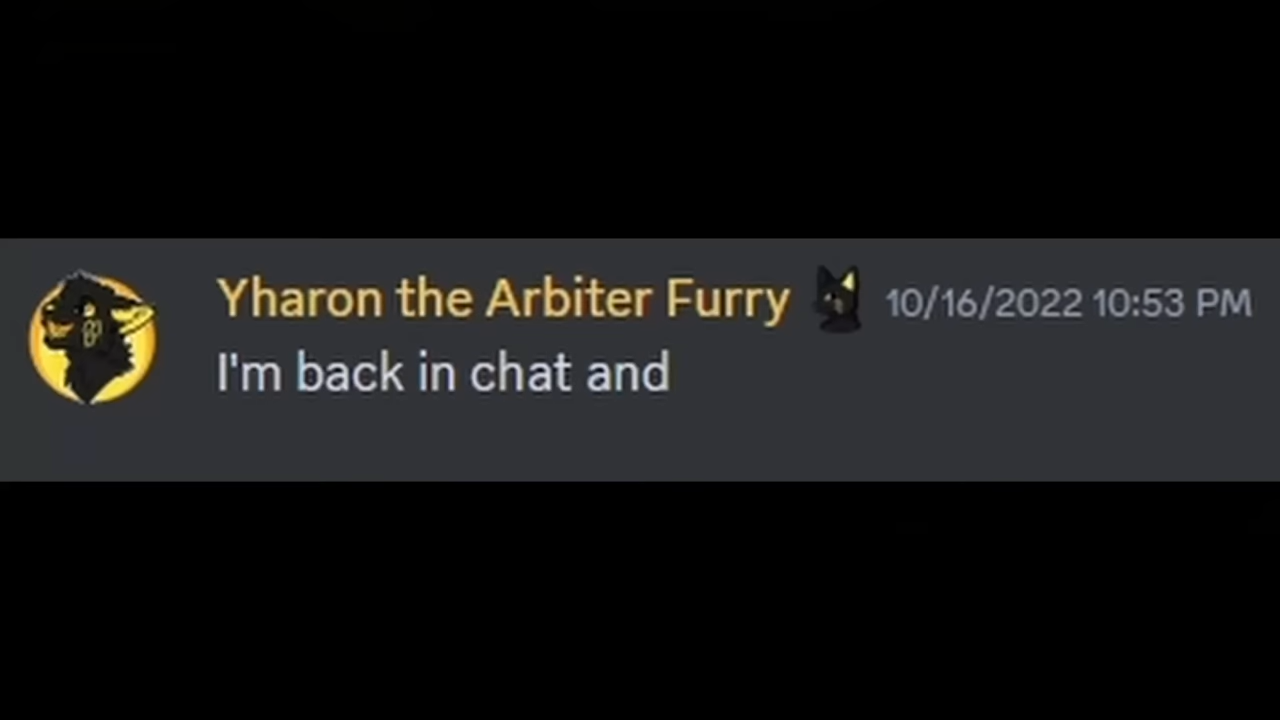 Yharon the Arbiter Furry 10/16/2022 10:53 PM
I'm back in chat and